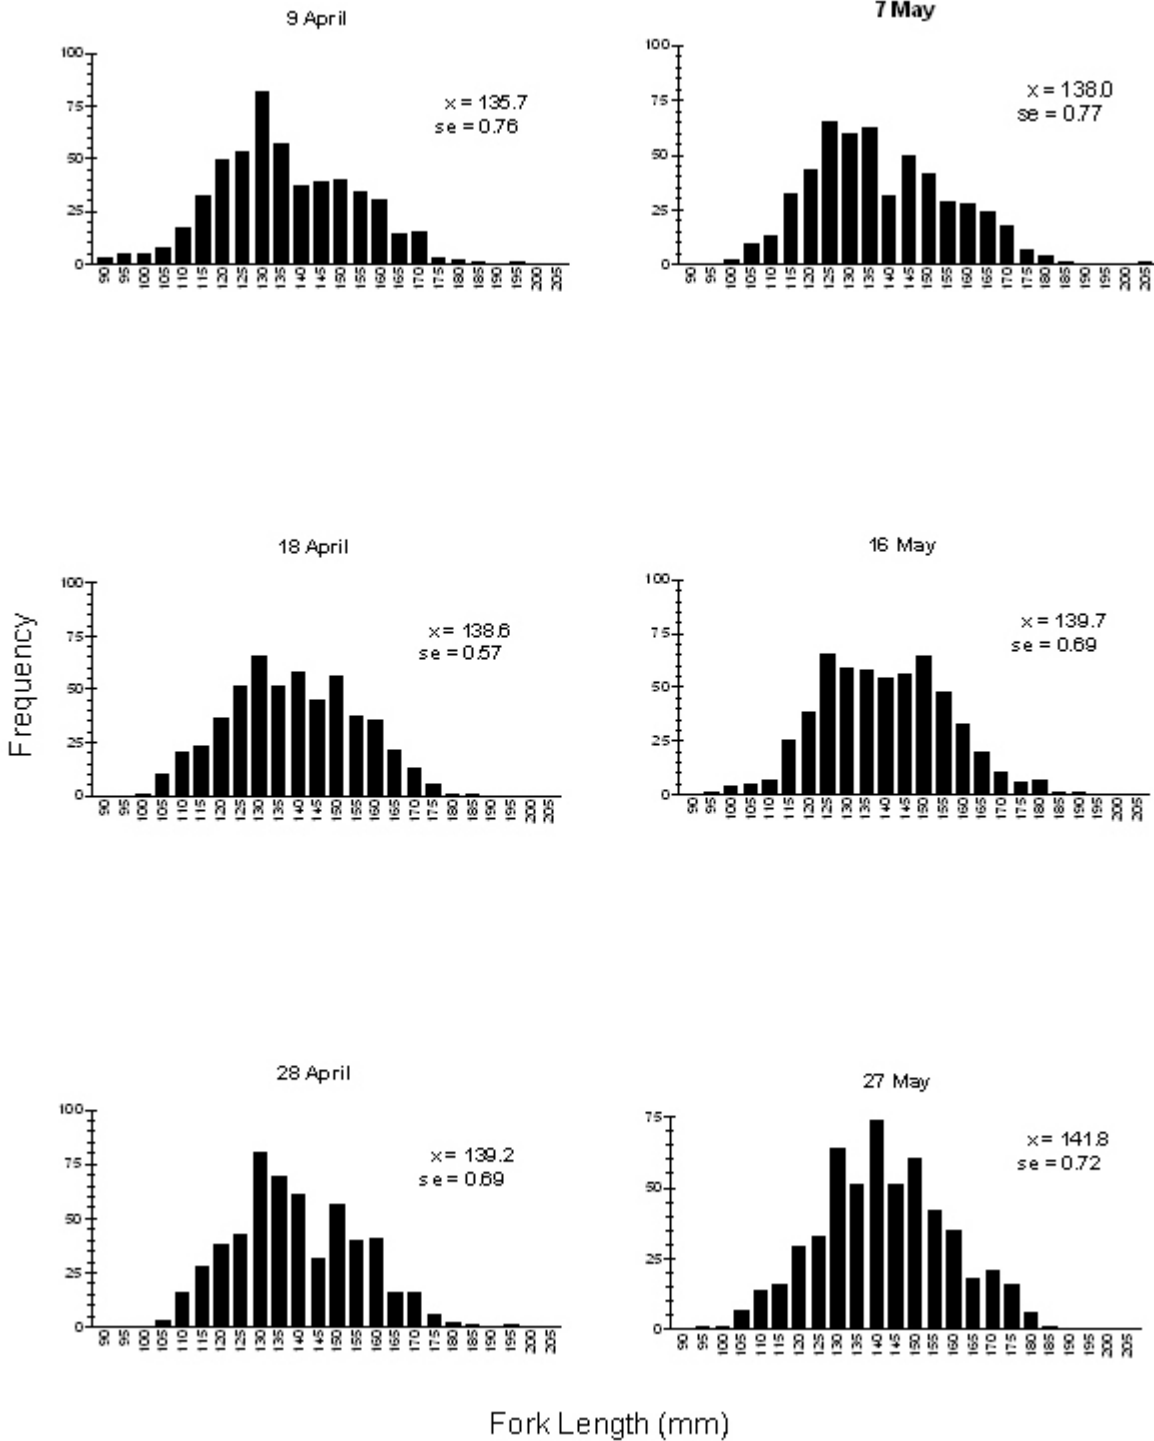 9 April
100
75
50
25
0
x = 135.7
se = 0.76
90 95 100 105 110 115 120 125 130 135 140 145 150 155 160 165 170 175 180 185 190 195 200 205
7 May
100
75
50
25
0
x = 138.0
se = 0.77
90 95 100 105 110 115 120 125 130 135 140 145 150 155 160 165 170 175 180 185 190 195 200 205
Frequency
18 April
100
75
50
25
0
x = 138.6
se = 0.57
90 95 100 105 110 115 120 125 130 135 140 145 150 155 160 165 170 175 180 185 190 195 200 205
16 May
100
75
50
25
0
x = 139.7
se = 0.69
90 95 100 105 110 115 120 125 130 135 140 145 150 155 160 165 170 175 180 185 190 195 200 205
28 April
100
75
50
25
0
x = 139.2
se = 0.69
90 95 100 105 110 115 120 125 130 135 140 145 150 155 160 165 170 175 180 185 190 195 200 205
27 May
75
50
25
0
x = 141.8
se = 0.72
90 95 100 105 110 115 120 125 130 135 140 145 150 155 160 165 170 175 180 185 190 195 200 205
Fork Length (mm)